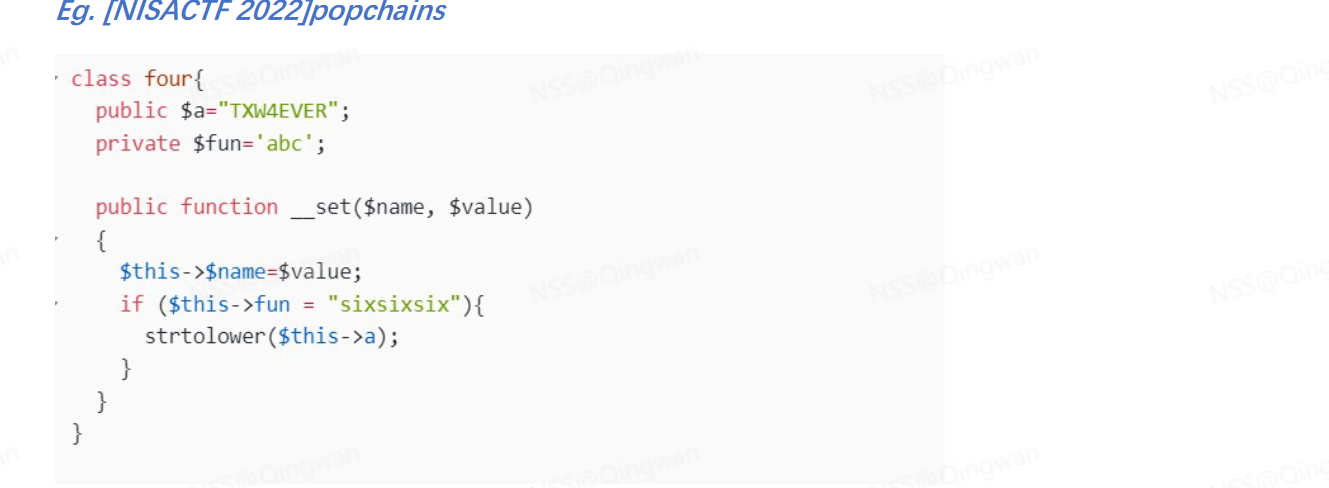 Eg. [NISACTF 2022]popchains
class four{
public $a="TXW4EVER";
private $fun='abc';
public function __set($name, $value)
{
$this->$name=$value;
if ($this->fun = "sixsixsix"){
strtolower($this->a);
}
}
}
NSS@Qingwan
NSS@Qingwan
NSS@Qingwan
NSS@Qing
NSS@Qingwan
NSS@Qingwan
NSS@Qing
NSS@Qingwan
NSS@Qingwan
NSS@Qingwan